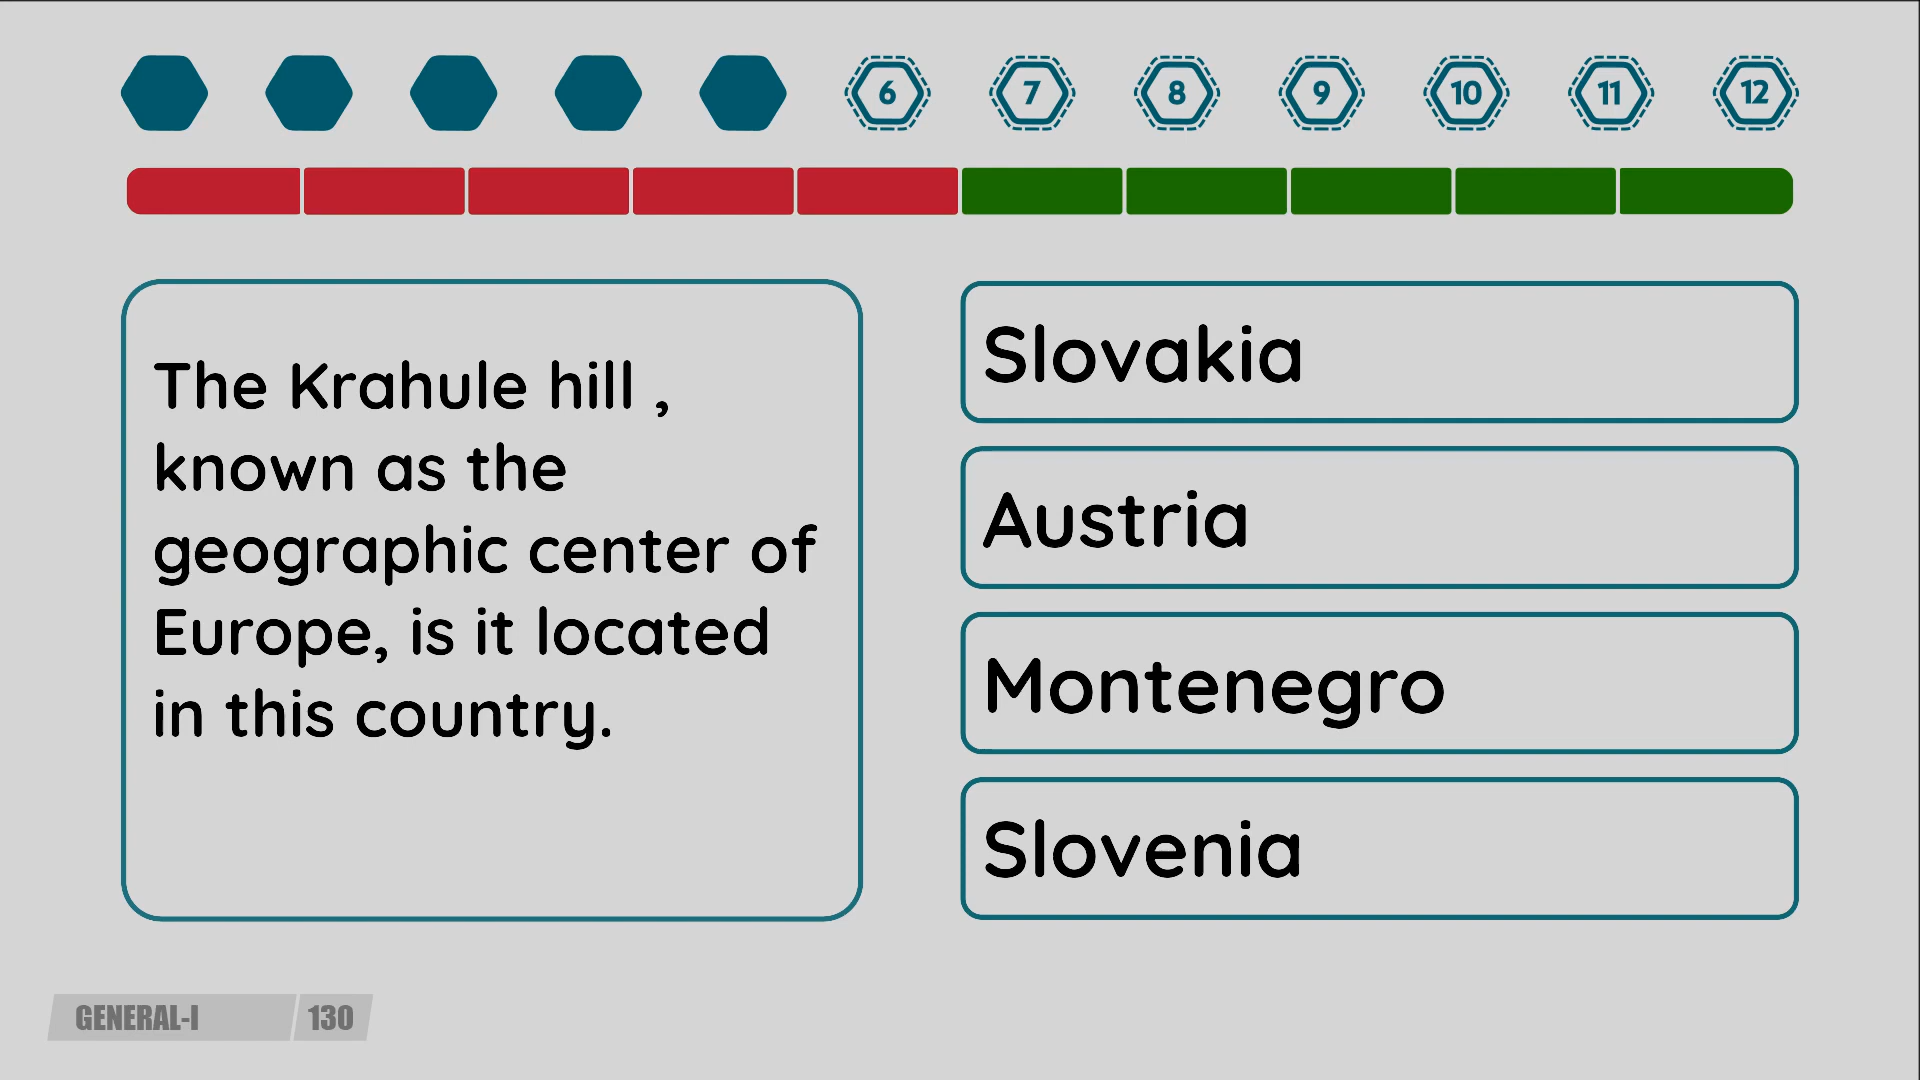 6 7 8 9 10 11 12
The Krahule hill ,
known as the
geographic center of
Europe, is it located
in this country.
Slovakia
Austria
Montenegro
Slovenia
GENERAL-I 130